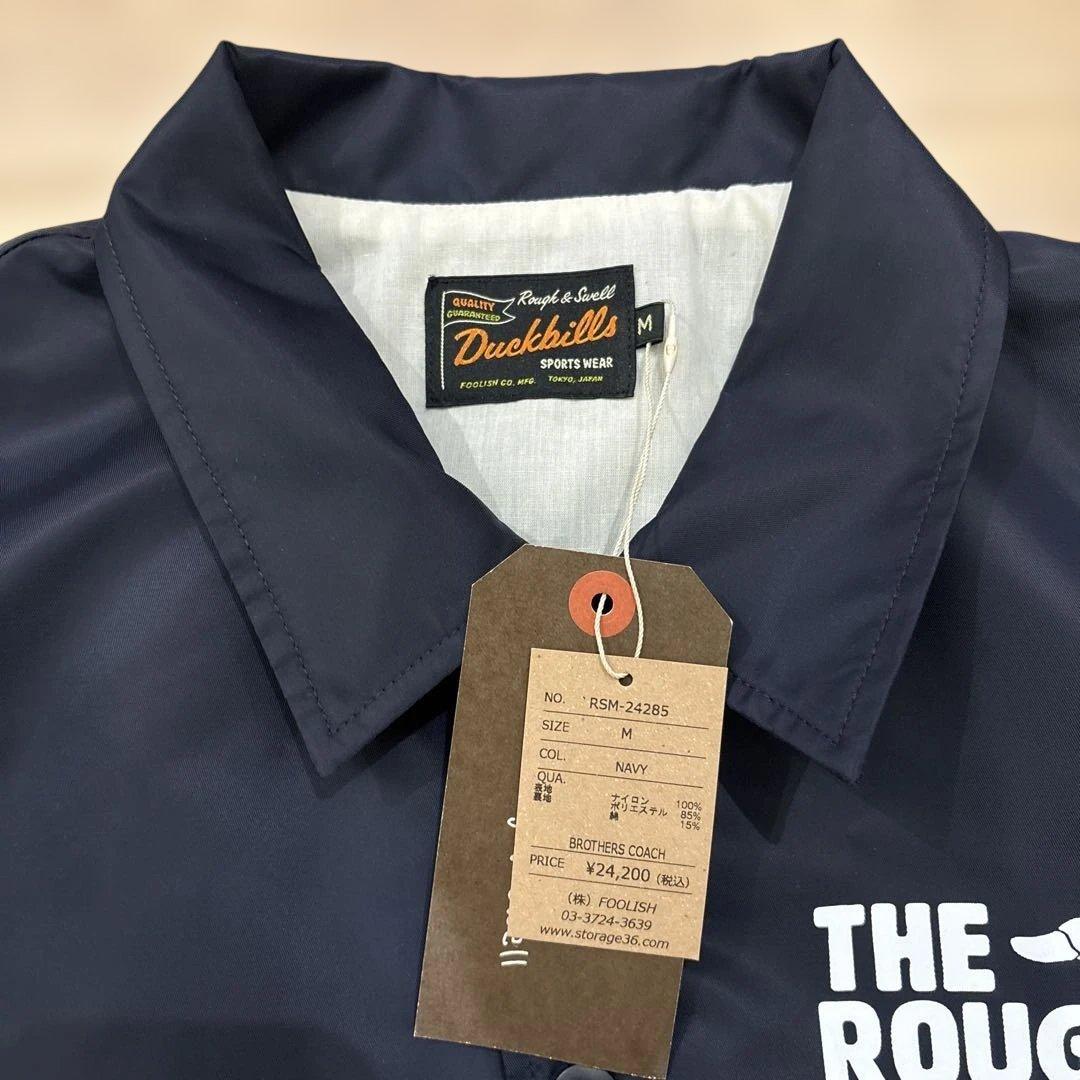 QUALITY
GUARANTEED
Rough & Swell
Duckbills
SPORTS WEAR
FOOLISH CO. MFG. TOKYO, JAPAN
M
NO. RSM-24285
SIZE M
COL. NAVY
QUA.
表地 ナイロン 100%
裏地 ポリエステル 85%
綿 15%
BROTHERS COACH
PRICE ¥24,200 (税込)
(株) FOOLISH
03-3724-3639
www.storage36.com
ell
THE
ROUG